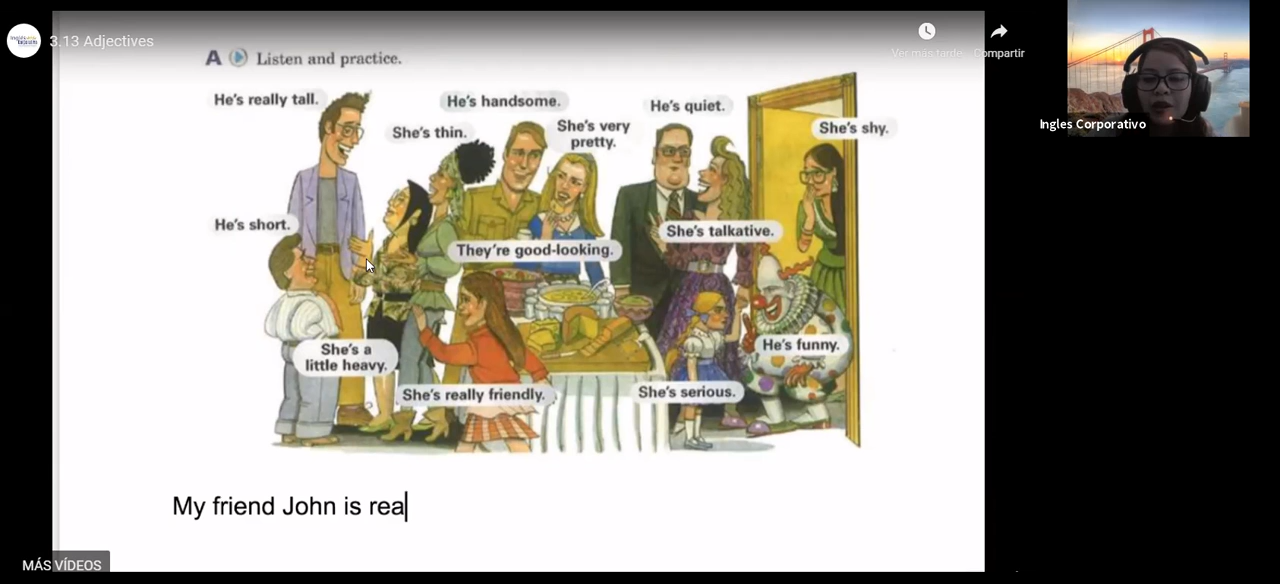 3.13 Adjectives
Ver más tarde
Compartir
Ingles Corporativo
A Listen and practice.
He's really tall.
He's handsome.
He's quiet.
She's thin.
She's very
pretty.
She's shy.
He's short.
She's talkative.
They're good-looking.
She's a
little heavy.
He's funny.
She's really friendly.
She's serious.
My friend John is rea
MÁS VÍDEOS